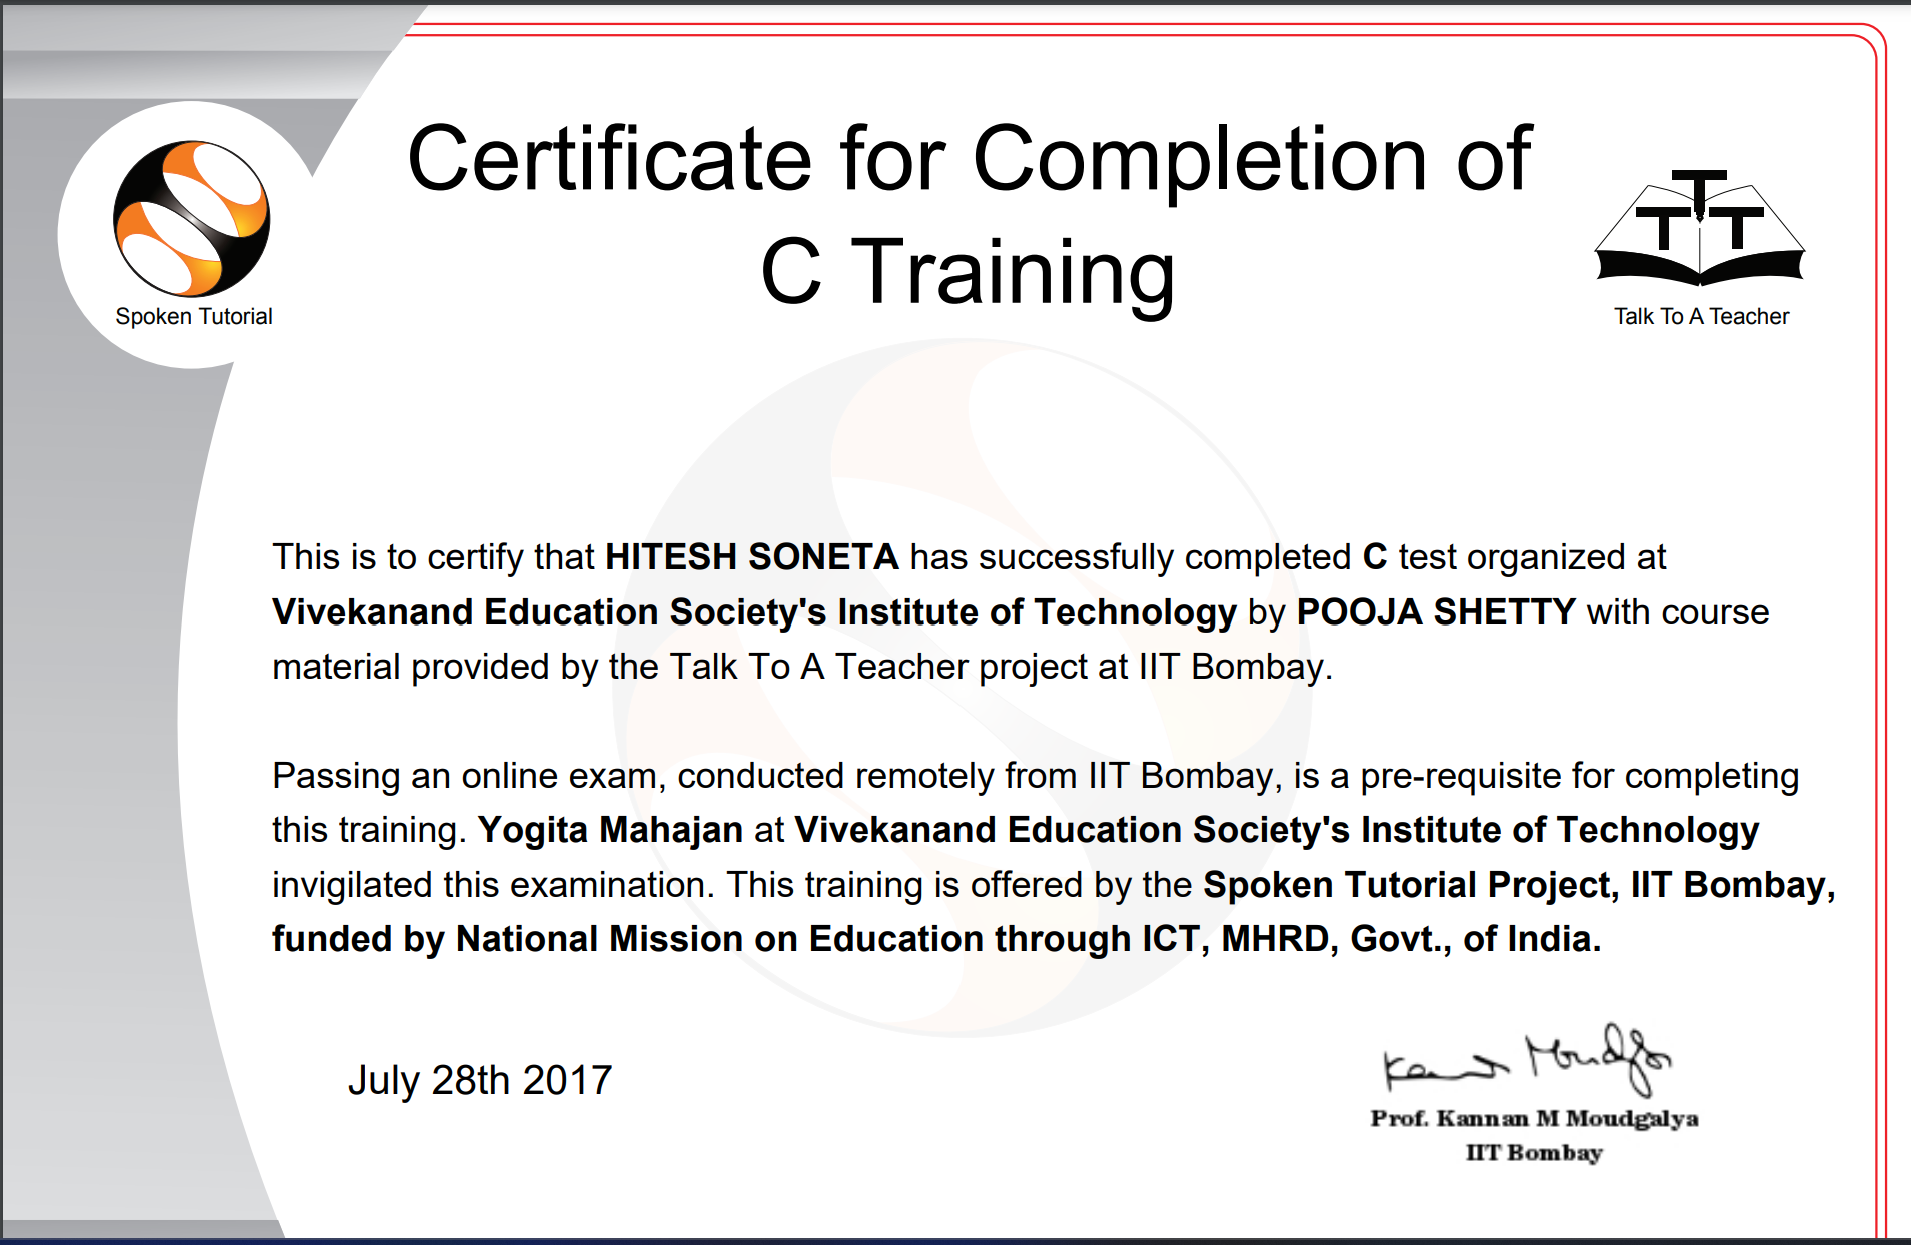 Certificate for Completion of
C Training
Spoken Tutorial
Talk To A Teacher
This is to certify that HITESH SONETA has successfully completed C test organized at
Vivekanand Education Society's Institute of Technology by POOJA SHETTY with course
material provided by the Talk To A Teacher project at IIT Bombay.
Passing an online exam, conducted remotely from IIT Bombay, is a pre-requisite for completing
this training. Yogita Mahajan at Vivekanand Education Society's Institute of Technology
invigilated this examination. This training is offered by the Spoken Tutorial Project, IIT Bombay,
funded by National Mission on Education through ICT, MHRD, Govt., of India.
July 28th 2017
Kannan Moudgalya
Prof. Kannan M Moudgalya
IIT Bombay